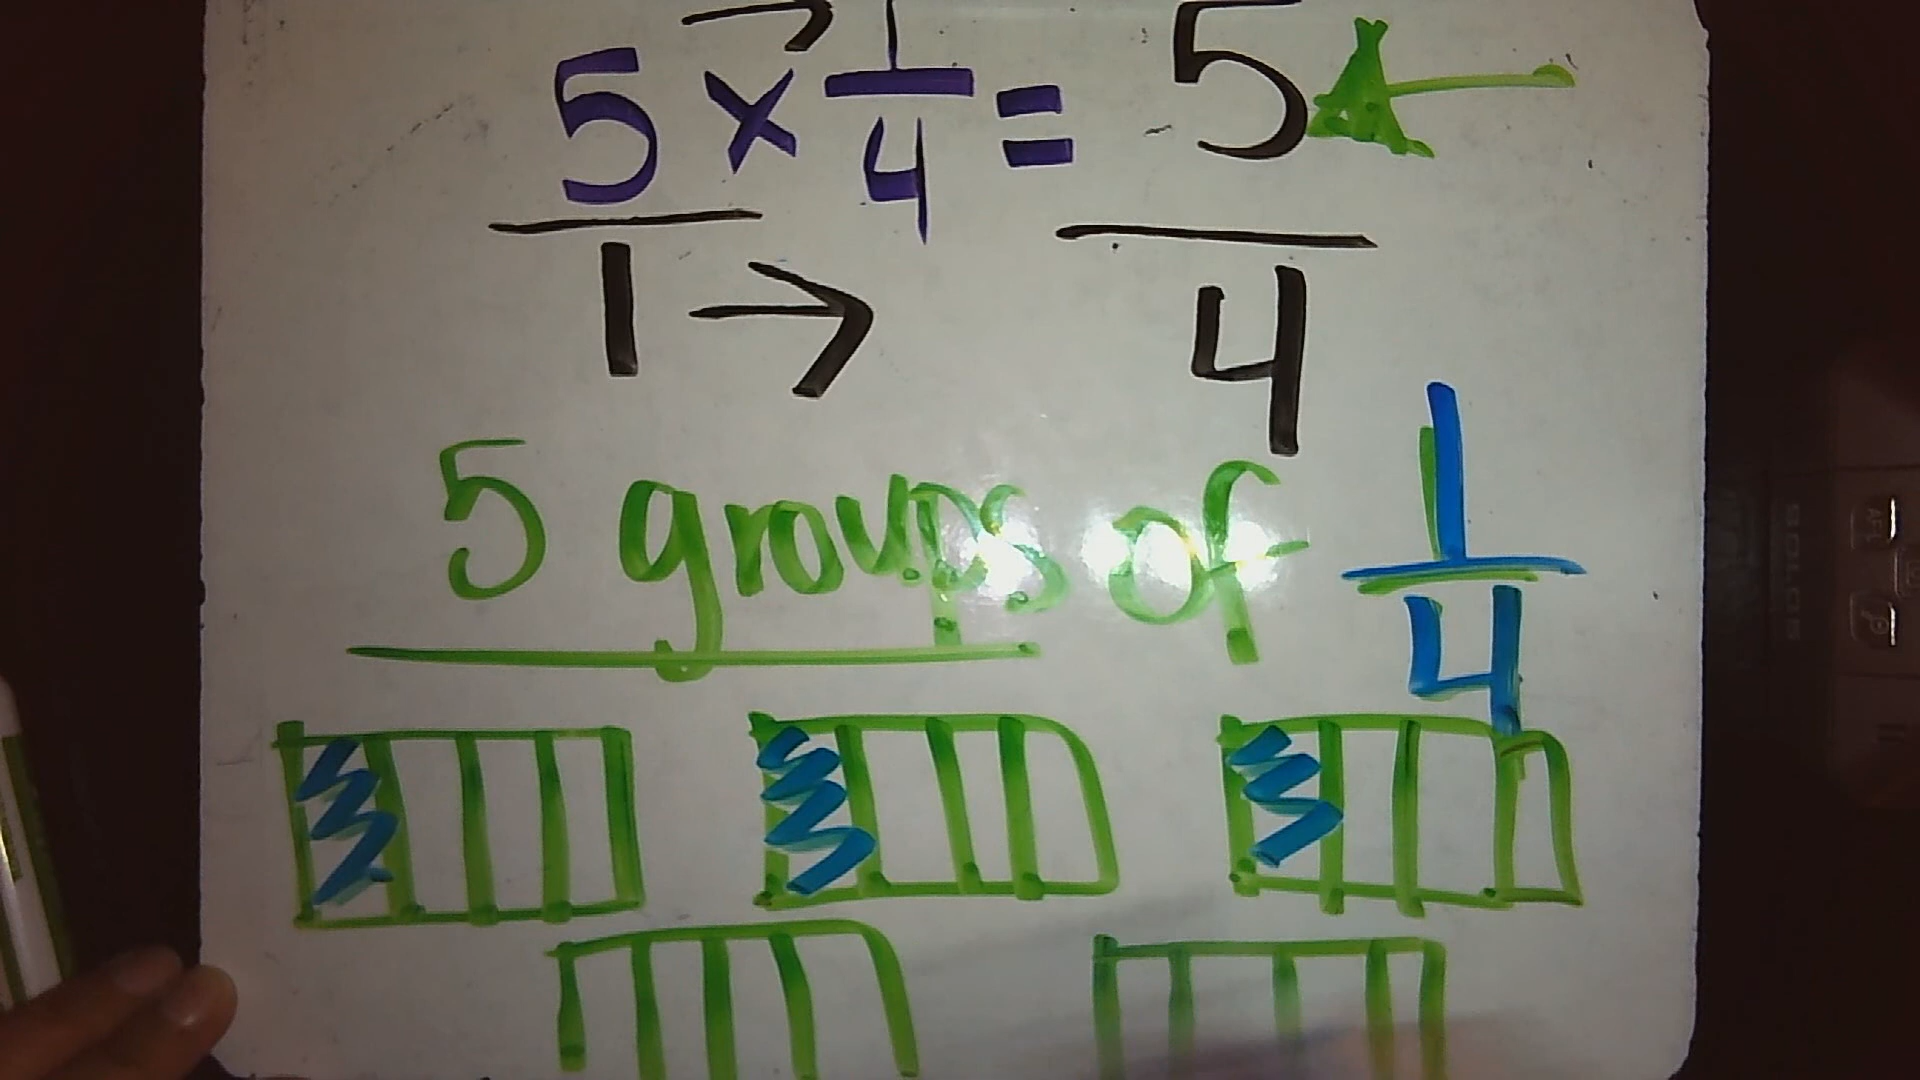 5 × 1/4 = 5/4
1 → 
5 groups of 1/4